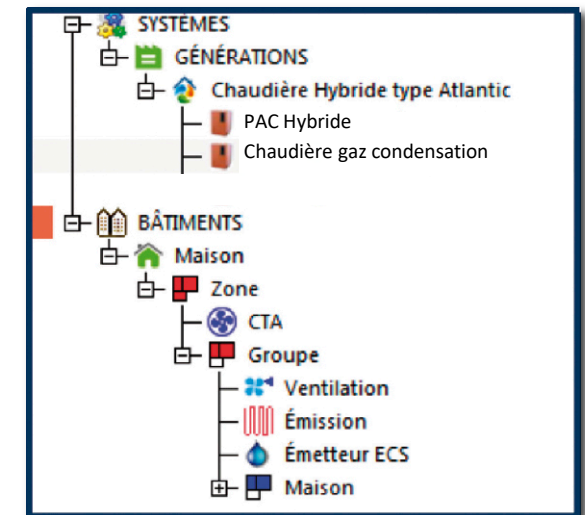 SYSTÈMES
GÉNÉRATIONS
Chaudière Hybride type Atlantic
PAC Hybride
Chaudière gaz condensation
BÂTIMENTS
Maison
Zone
CTA
Groupe
Ventilation
Émission
Émetteur ECS
Maison